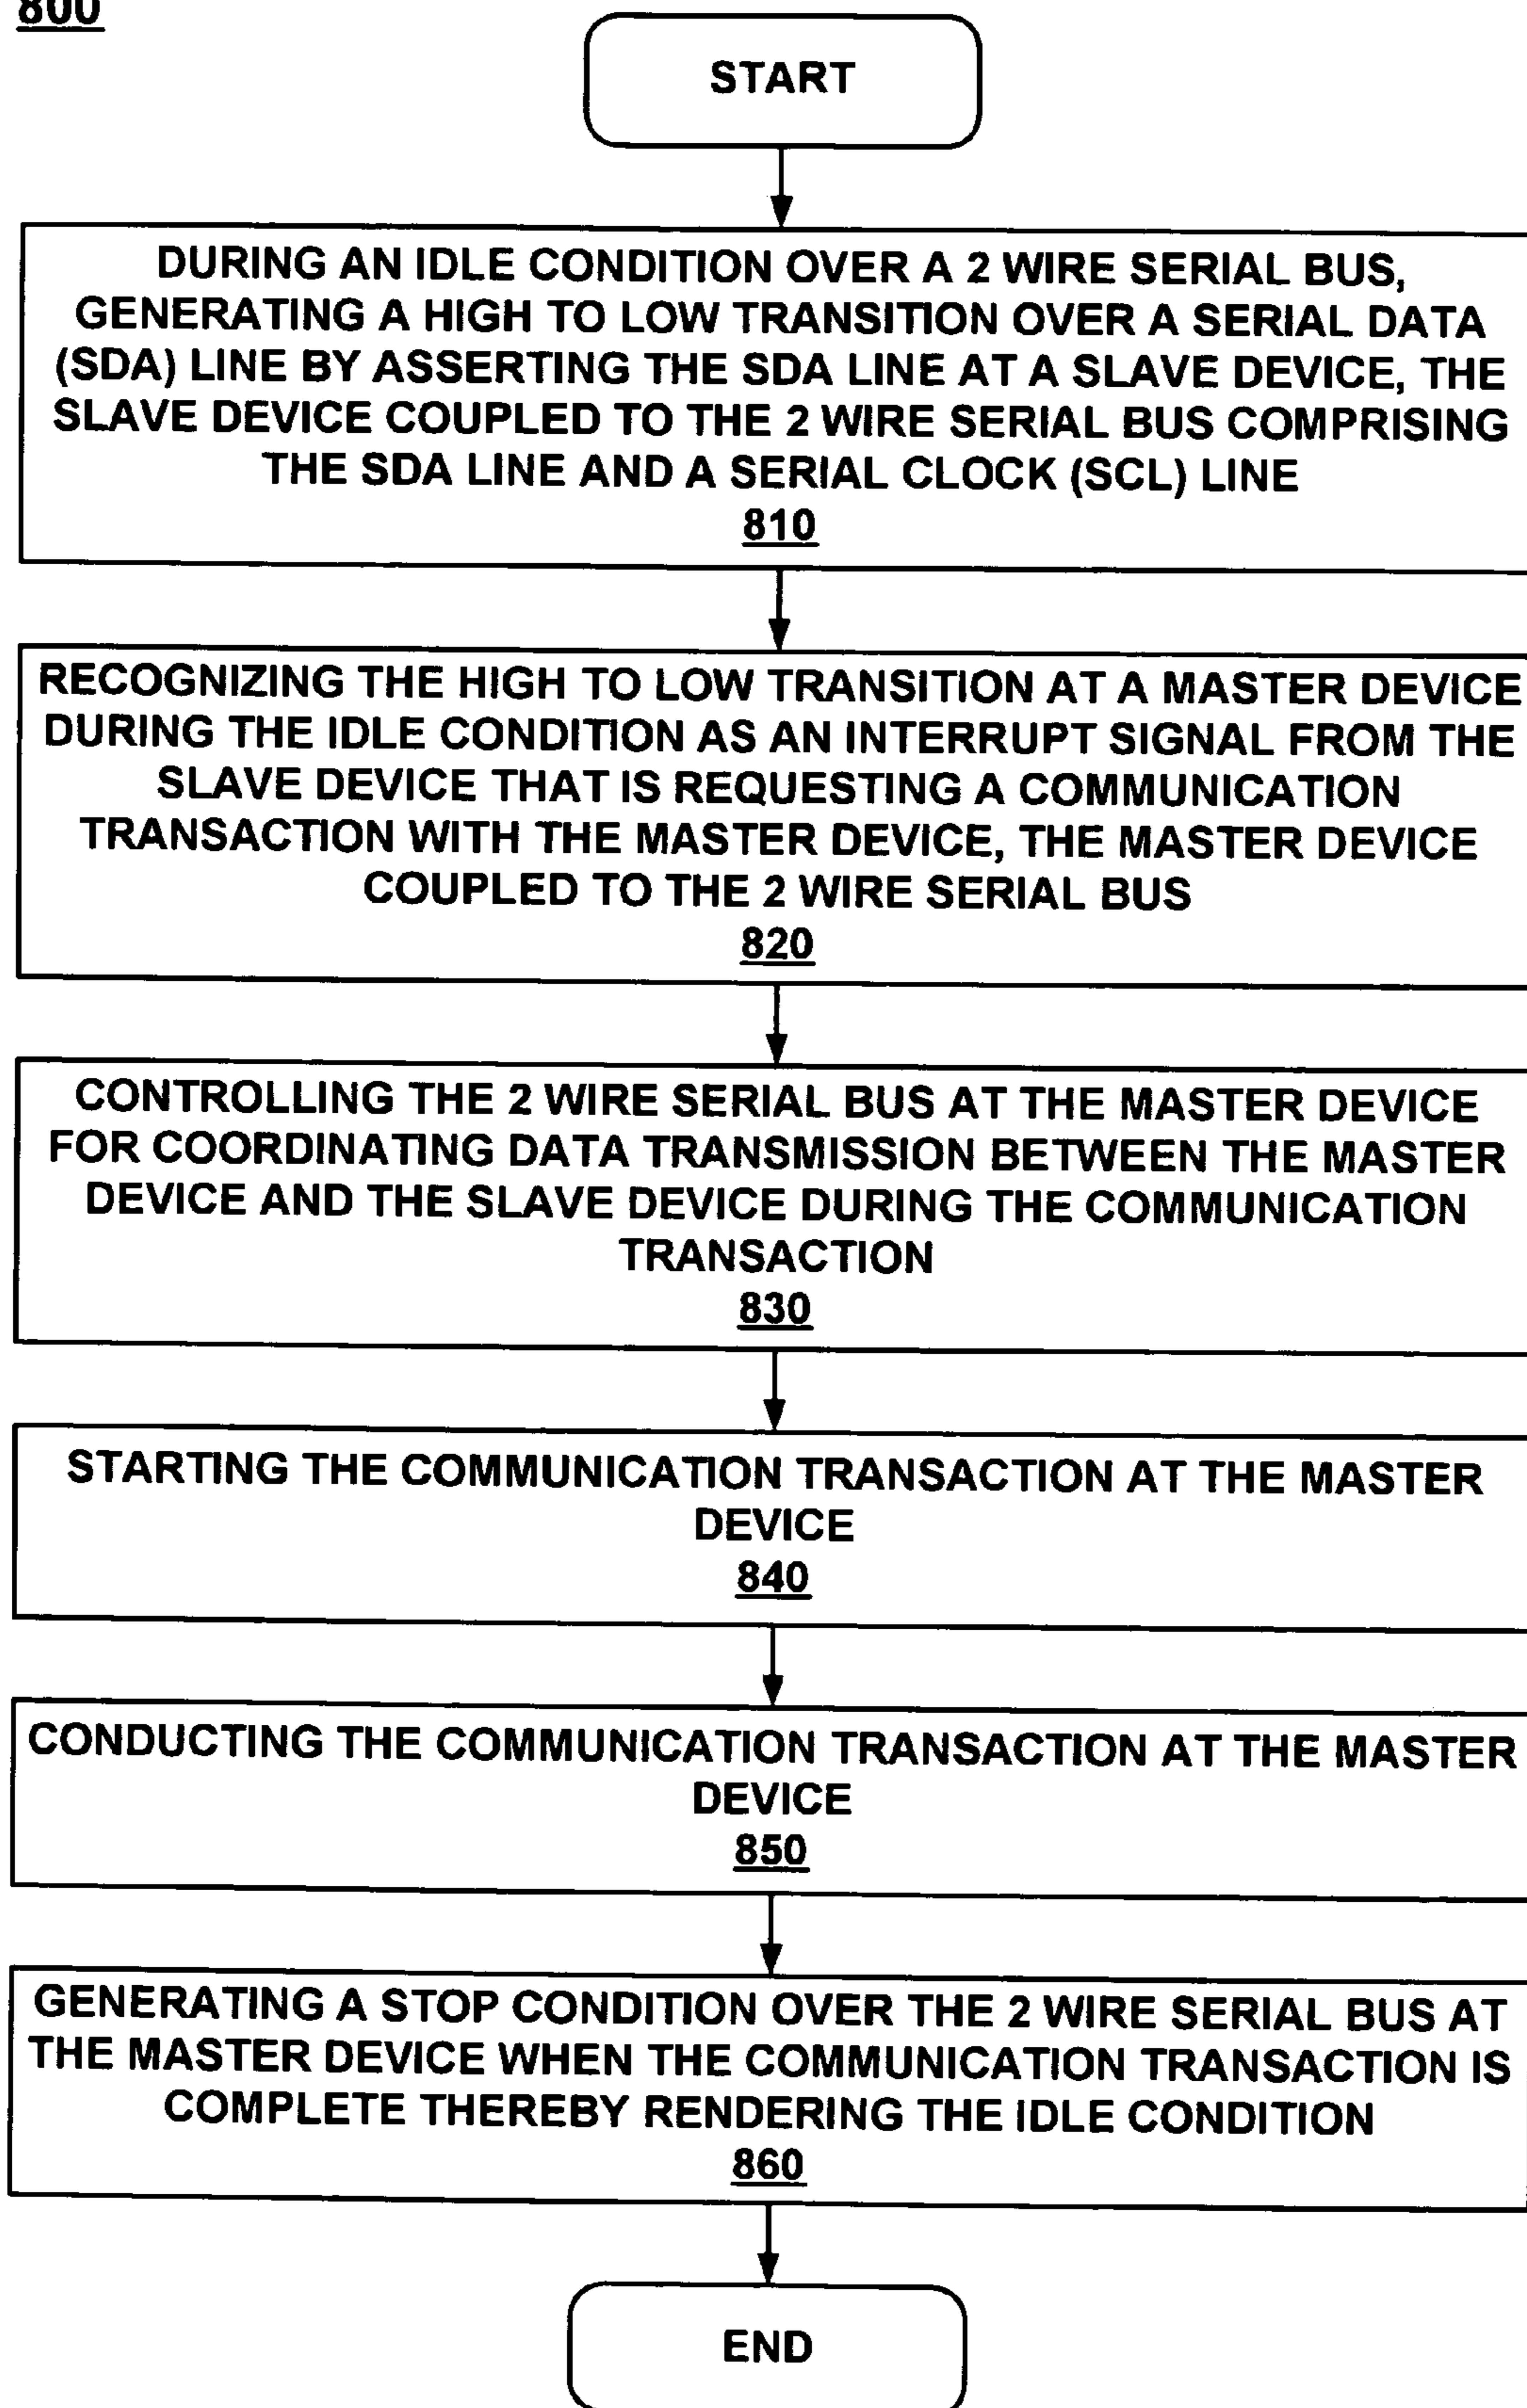 800
START
DURING AN IDLE CONDITION OVER A 2 WIRE SERIAL BUS,
GENERATING A HIGH TO LOW TRANSITION OVER A SERIAL DATA
(SDA) LINE BY ASSERTING THE SDA LINE AT A SLAVE DEVICE, THE
SLAVE DEVICE COUPLED TO THE 2 WIRE SERIAL BUS COMPRISING
THE SDA LINE AND A SERIAL CLOCK (SCL) LINE
810
RECOGNIZING THE HIGH TO LOW TRANSITION AT A MASTER DEVICE
DURING THE IDLE CONDITION AS AN INTERRUPT SIGNAL FROM THE
SLAVE DEVICE THAT IS REQUESTING A COMMUNICATION
TRANSACTION WITH THE MASTER DEVICE, THE MASTER DEVICE
COUPLED TO THE 2 WIRE SERIAL BUS
820
CONTROLLING THE 2 WIRE SERIAL BUS AT THE MASTER DEVICE
FOR COORDINATING DATA TRANSMISSION BETWEEN THE MASTER
DEVICE AND THE SLAVE DEVICE DURING THE COMMUNICATION
TRANSACTION
830
STARTING THE COMMUNICATION TRANSACTION AT THE MASTER
DEVICE
840
CONDUCTING THE COMMUNICATION TRANSACTION AT THE MASTER
DEVICE
850
GENERATING A STOP CONDITION OVER THE 2 WIRE SERIAL BUS AT
THE MASTER DEVICE WHEN THE COMMUNICATION TRANSACTION IS
COMPLETE THEREBY RENDERING THE IDLE CONDITION
860
END